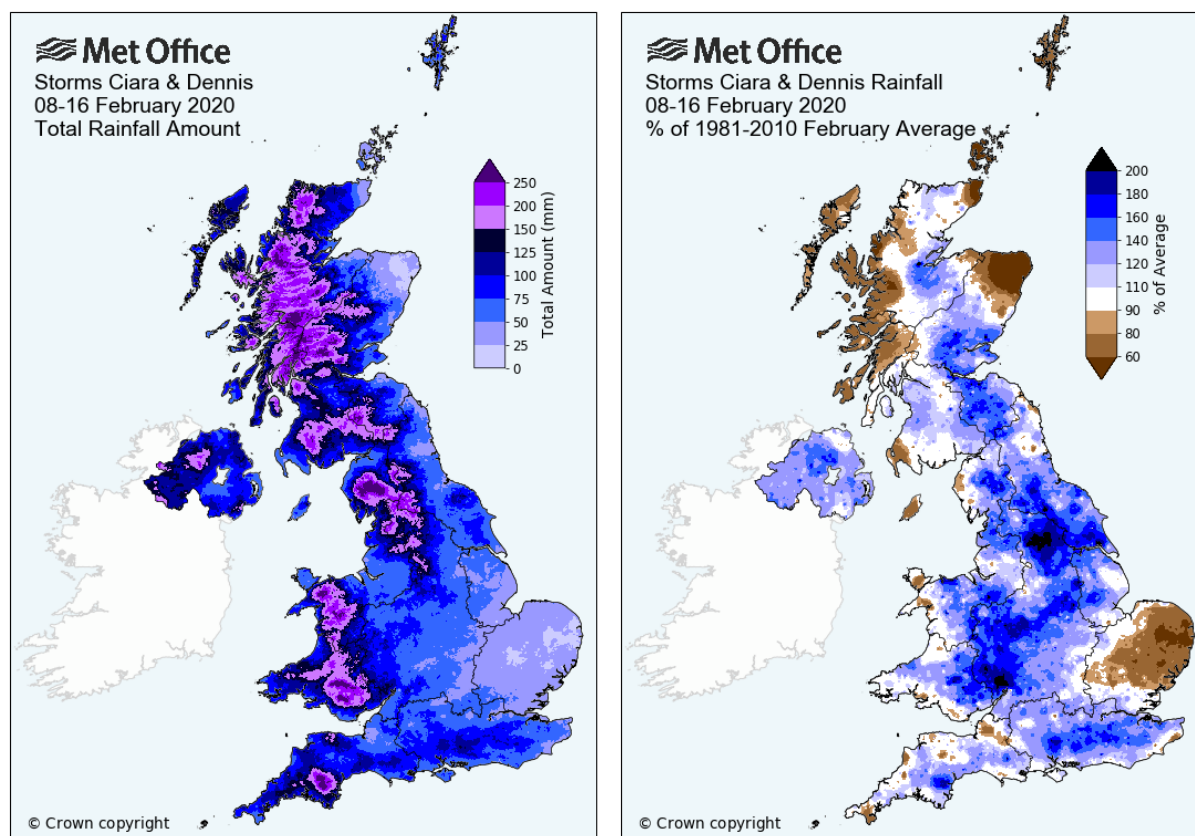 Met Office
Storms Ciara & Dennis
08-16 February 2020
Total Rainfall Amount
250
200
150
125
100
75
50
25
0
Total Amount (mm)
© Crown copyright
Met Office
Storms Ciara & Dennis Rainfall
08-16 February 2020
% of 1981-2010 February Average
200
180
160
140
120
110
90
80
60
% of Average
© Crown copyright